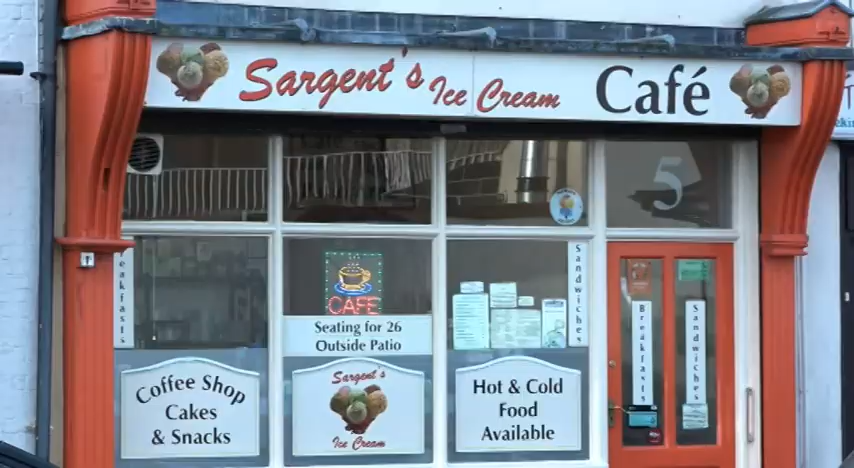 Sargent's Ice Cream Café
5
Breakfasts
CAFE
Seating for 26
Outside Patio
Sandwiches
Breakfasts
Sandwiches
Coffee Shop
Cakes
& Snacks
Sargent's
Ice Cream
Hot & Cold
Food
Available